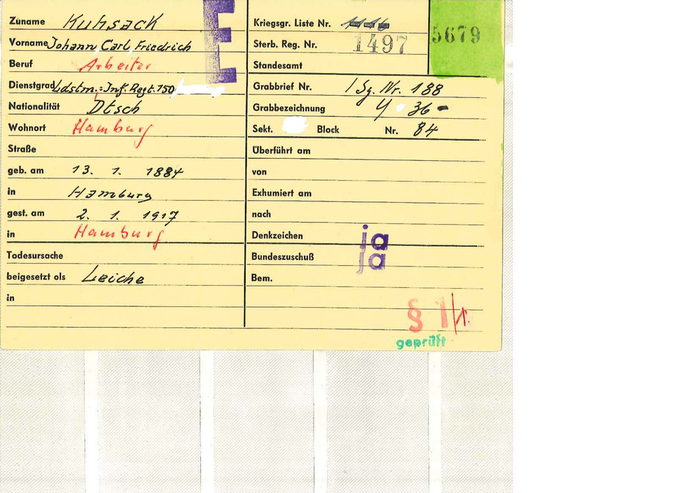 Zuname Kuhsack
Vorname Johann Carl Friedrich
Beruf Arbeiter
Dienstgrad Ldstm.: Inf. Regt. 150
Nationalität Dtsch
Wohnort Hamburg
Straße
geb. am 13. 1. 1884
in Hamburg
gest. am 2. 1. 1917
in Hamburg
Todesursache
beigesetzt als Leiche
in
E
Kriegsgr. Liste Nr.
5679
Sterb. Reg. Nr. 1497
Standesamt
Grabbrief Nr. 1 Sg. Nr. 188
Grabbezeichnung Y 36-
Sekt. Block Nr. 84
Überführt am
von
Exhumiert am
nach
Denkzeichen ja
Bundeszuschuß ja
Bem.
§ 1/1.
geprüft